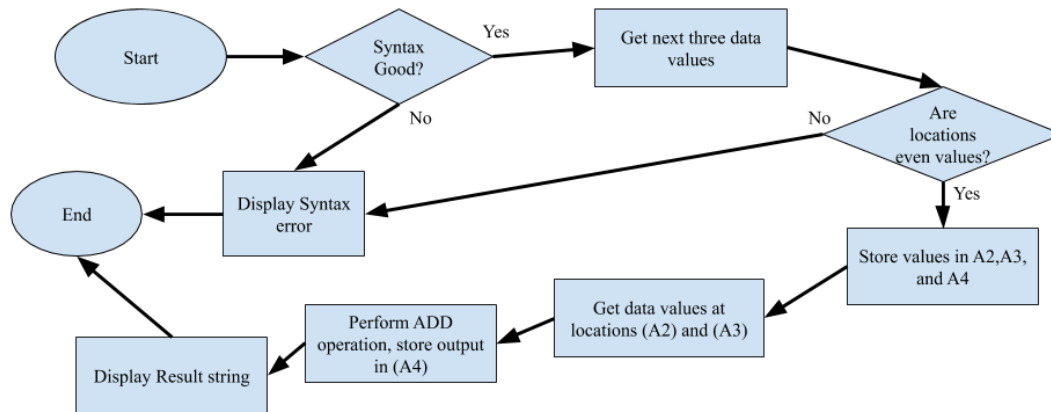 Start
Syntax
Good?
Yes
Get next three data
values
No
Are
locations
even values?
No
Yes
Display Syntax
error
End
Store values in A2,A3,
and A4
Get data values at
locations (A2) and (A3)
Perform ADD
operation, store output
in (A4)
Display Result string